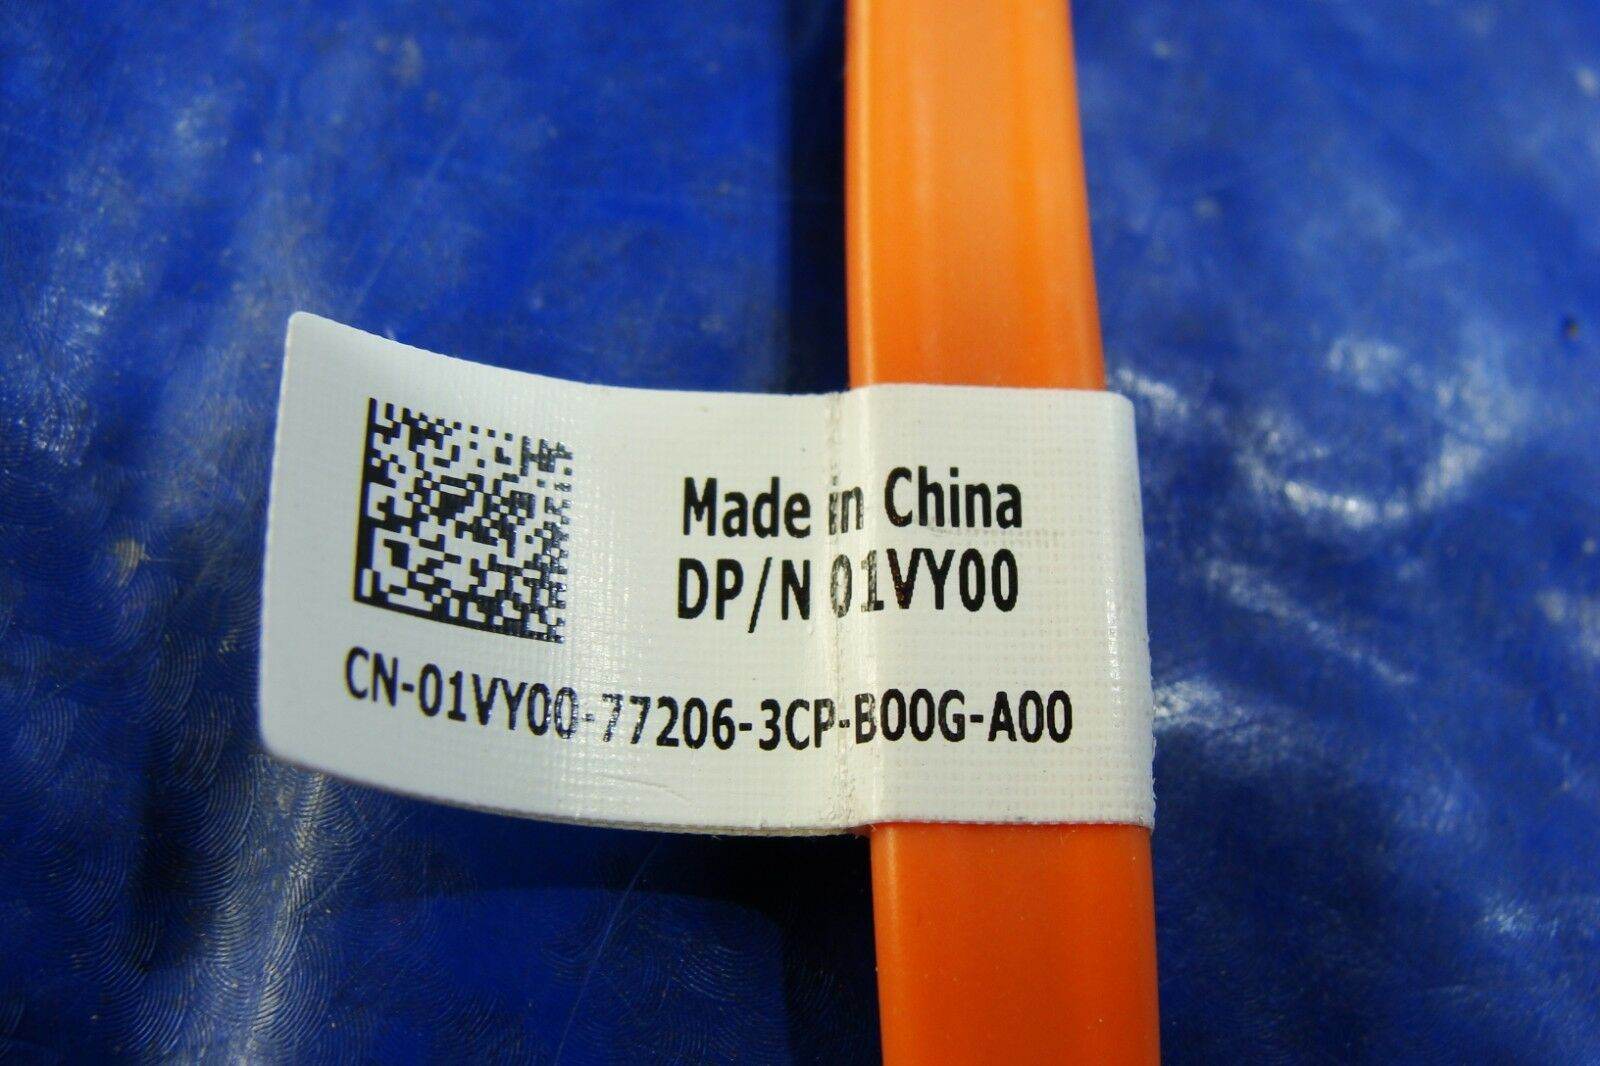 Made in China
DP/N 01VY00
CN-01VY00-77206-3CP-B00G-A00